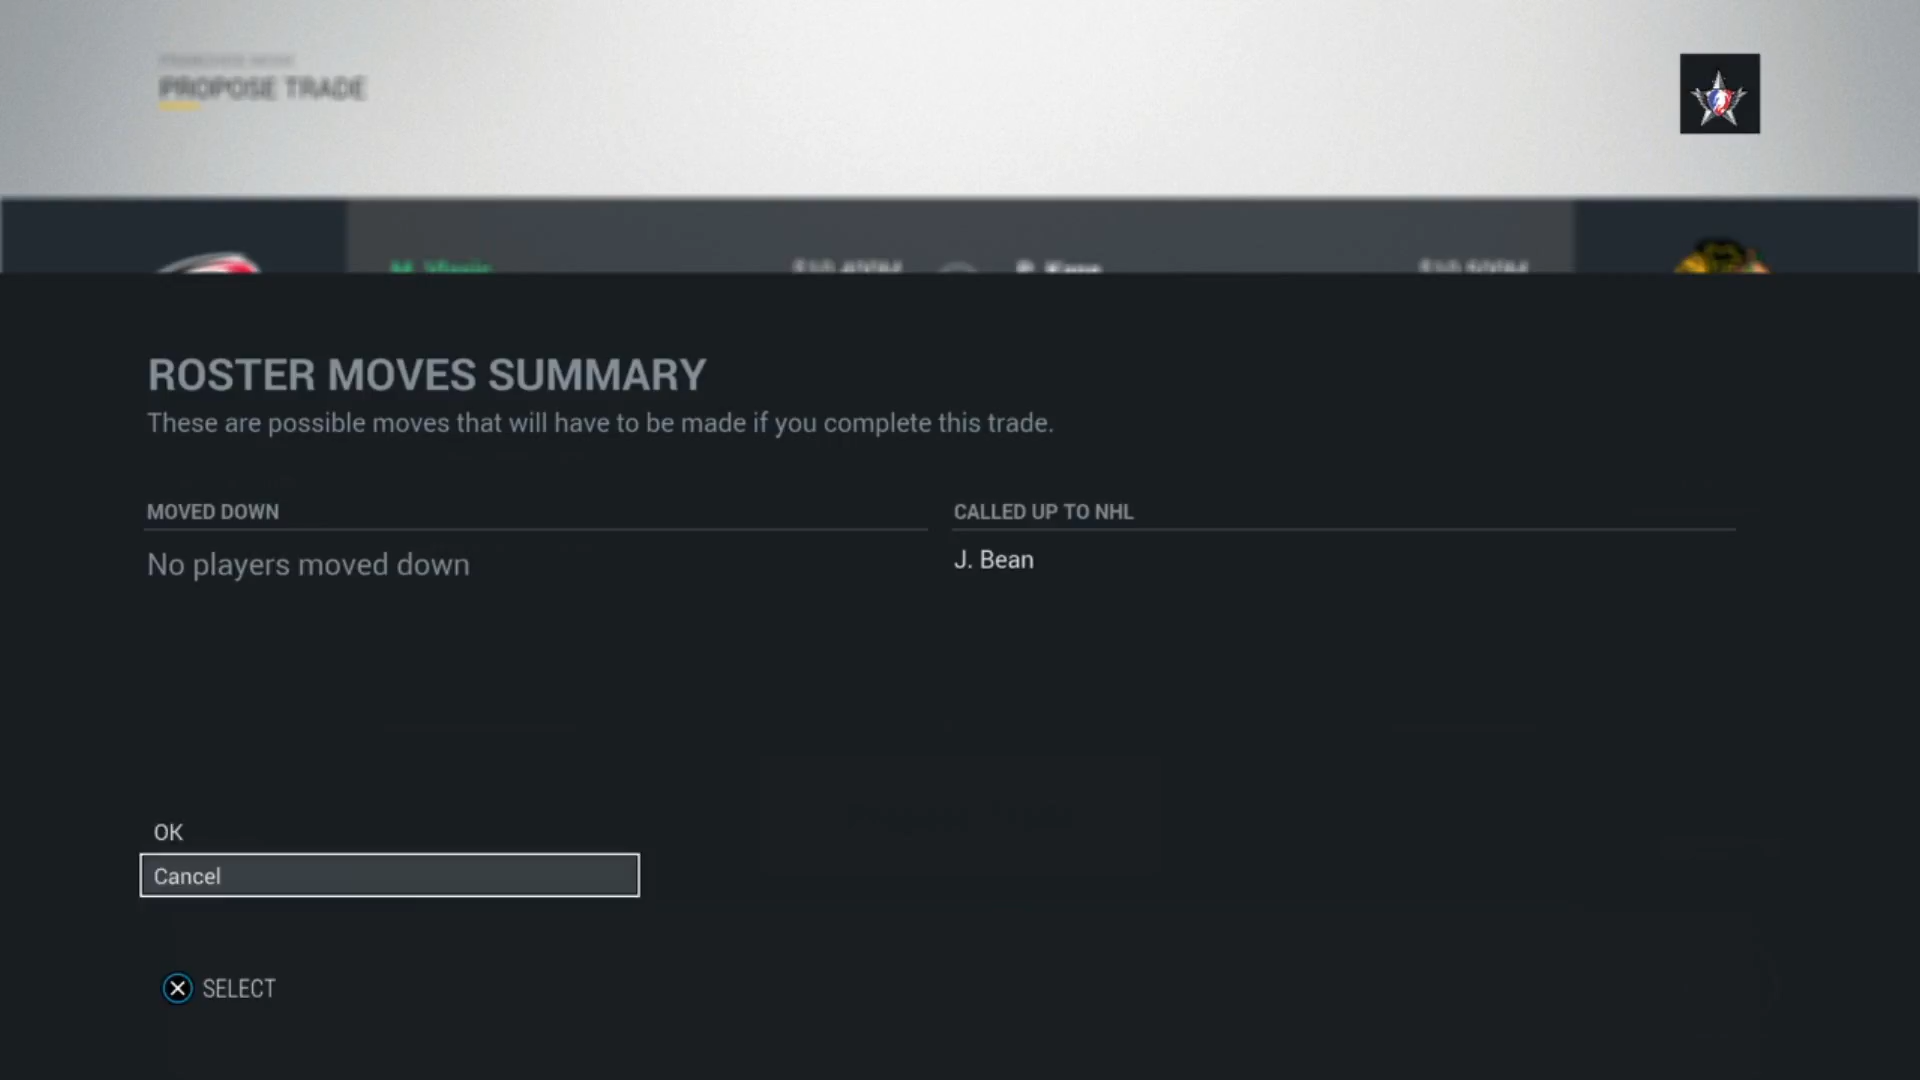 PROPOSE TRADE
ROSTER MOVES SUMMARY
These are possible moves that will have to be made if you complete this trade.
MOVED DOWN
CALLED UP TO NHL
No players moved down
J. Bean
OK
Cancel
SELECT